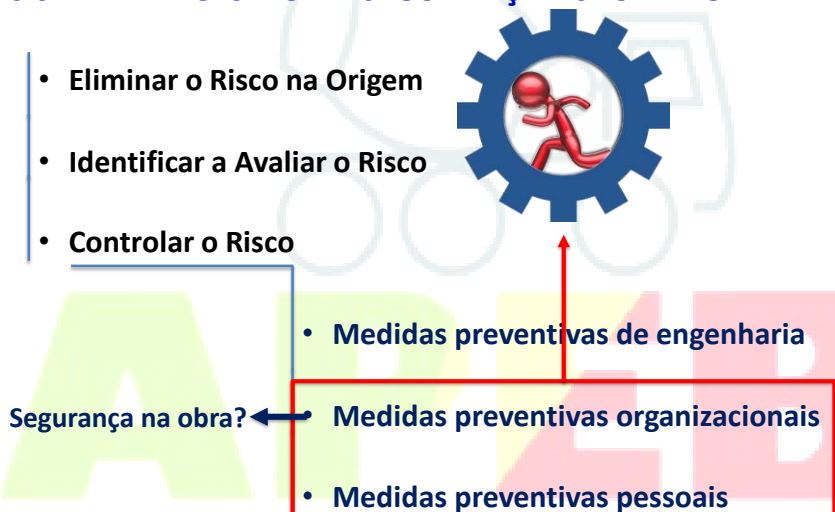 • Eliminar o Risco na Origem
• Identificar a Avaliar o Risco
• Controlar o Risco
• Medidas preventivas de engenharia
Segurança na obra?
• Medidas preventivas organizacionais
• Medidas preventivas pessoais
APEB